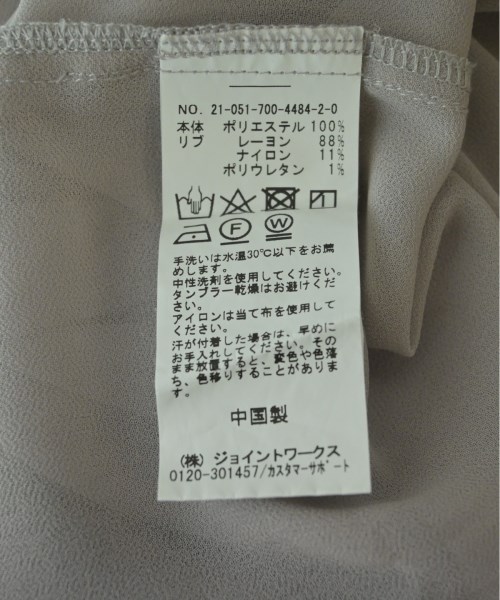 NO. 21-051-700-4484-2-0
本体 ポリエステル 100%
リブ レーヨン 88%
ナイロン 11%
ポリウレタン 1%
F W
手洗いは水温30℃以下をお薦
めします。
中性洗剤を使用してください。
タンブラー乾燥はお避けくだ
さい。
アイロンは当て布を使用して
ください。
汗が付着した場合は、早めに
お手入れしてください。その
まま放置すると、変色や色落
ち、色移りすることがありま
す。
中国製
(株) ジョイントワークス
0120-301457/カスタマーサポート